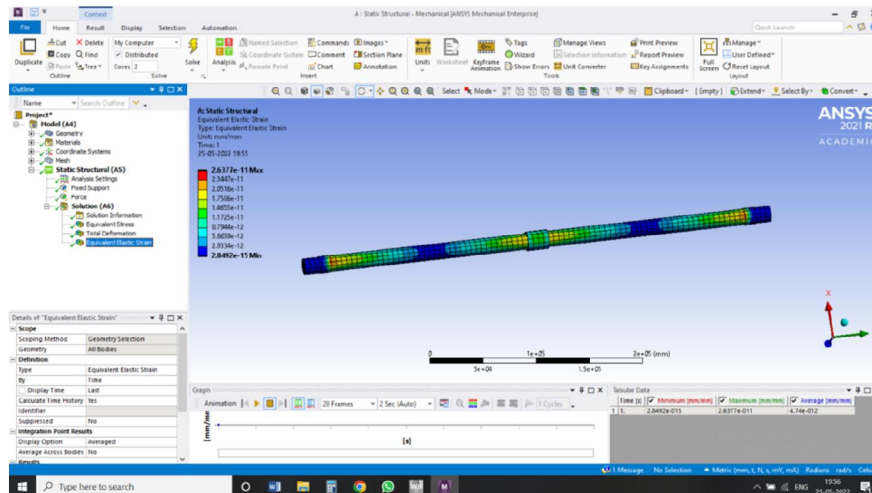 Context
A : Static Structural - Mechanical [ANSYS Mechanical Enterprise]
File Home Result Display Selection Automation
Quick Launch
Duplicate
Cut X Delete
Copy Find
Paste Tree
Outline
My Computer
Distributed
Cores 2
Solve
Solve
Analysis
Named Selection Commands Images
Coordinate System Comment Section Plane
Remote Point Chart Annotation
Insert
Units Worksheet Keyframe Animation
Tags
Wizard
Show Errors
Manage Views
Selection Information
Unit Converter
Print Preview
Report Preview
Key Assignments
Tools
Full Screen
Manage
User Defined
Reset Layout
Layout
Outline
Name Search Outline
Select Mode Clipboard [Empty] Extend Select By Convert
Project*
Model (A4)
Geometry
Materials
Coordinate Systems
Mesh
Static Structural (A5)
Analysis Settings
Fixed Support
Force
Solution (A6)
Solution Information
Equivalent Stress
Total Deformation
Equivalent Elastic Strain
A: Static Structural
Equivalent Elastic Strain
Type: Equivalent Elastic Strain
Unit: mm/mm
Time: 1
25-05-2022 19:55
2.6377e-11 Max
2.3447e-11
2.0516e-11
1.7586e-11
1.4655e-11
1.1725e-11
8.7944e-12
5.8639e-12
2.9334e-12
2.8492e-15 Min
ANSYS
2021 R
ACADEMIC
X
0 1e+05 2e+05 (mm)
5e+04 1.5e+05
Details of "Equivalent Elastic Strain"
Scope
Scoping Method Geometry Selection
Geometry All Bodies
Definition
Type Equivalent Elastic Strain
By Time
Display Time Last
Calculate Time History Yes
Identifier
Suppressed No
Integration Point Results
Display Option Averaged
Average Across Bodies No
Results
Graph
Animation 20 Frames 2 Sec (Auto) 3 Cycles
[s]
Tabular Data
Time [s] Minimum [mm/mm] Maximum [mm/mm] Average [mm/mm]
1 1. 2.8492e-015 2.6377e-011 4.74e-012
1 Message No Selection Metric (mm, t, N, s, mV, mA) Radians rad/s Cels
Type here to search
ENG
19:56
25-05-2022